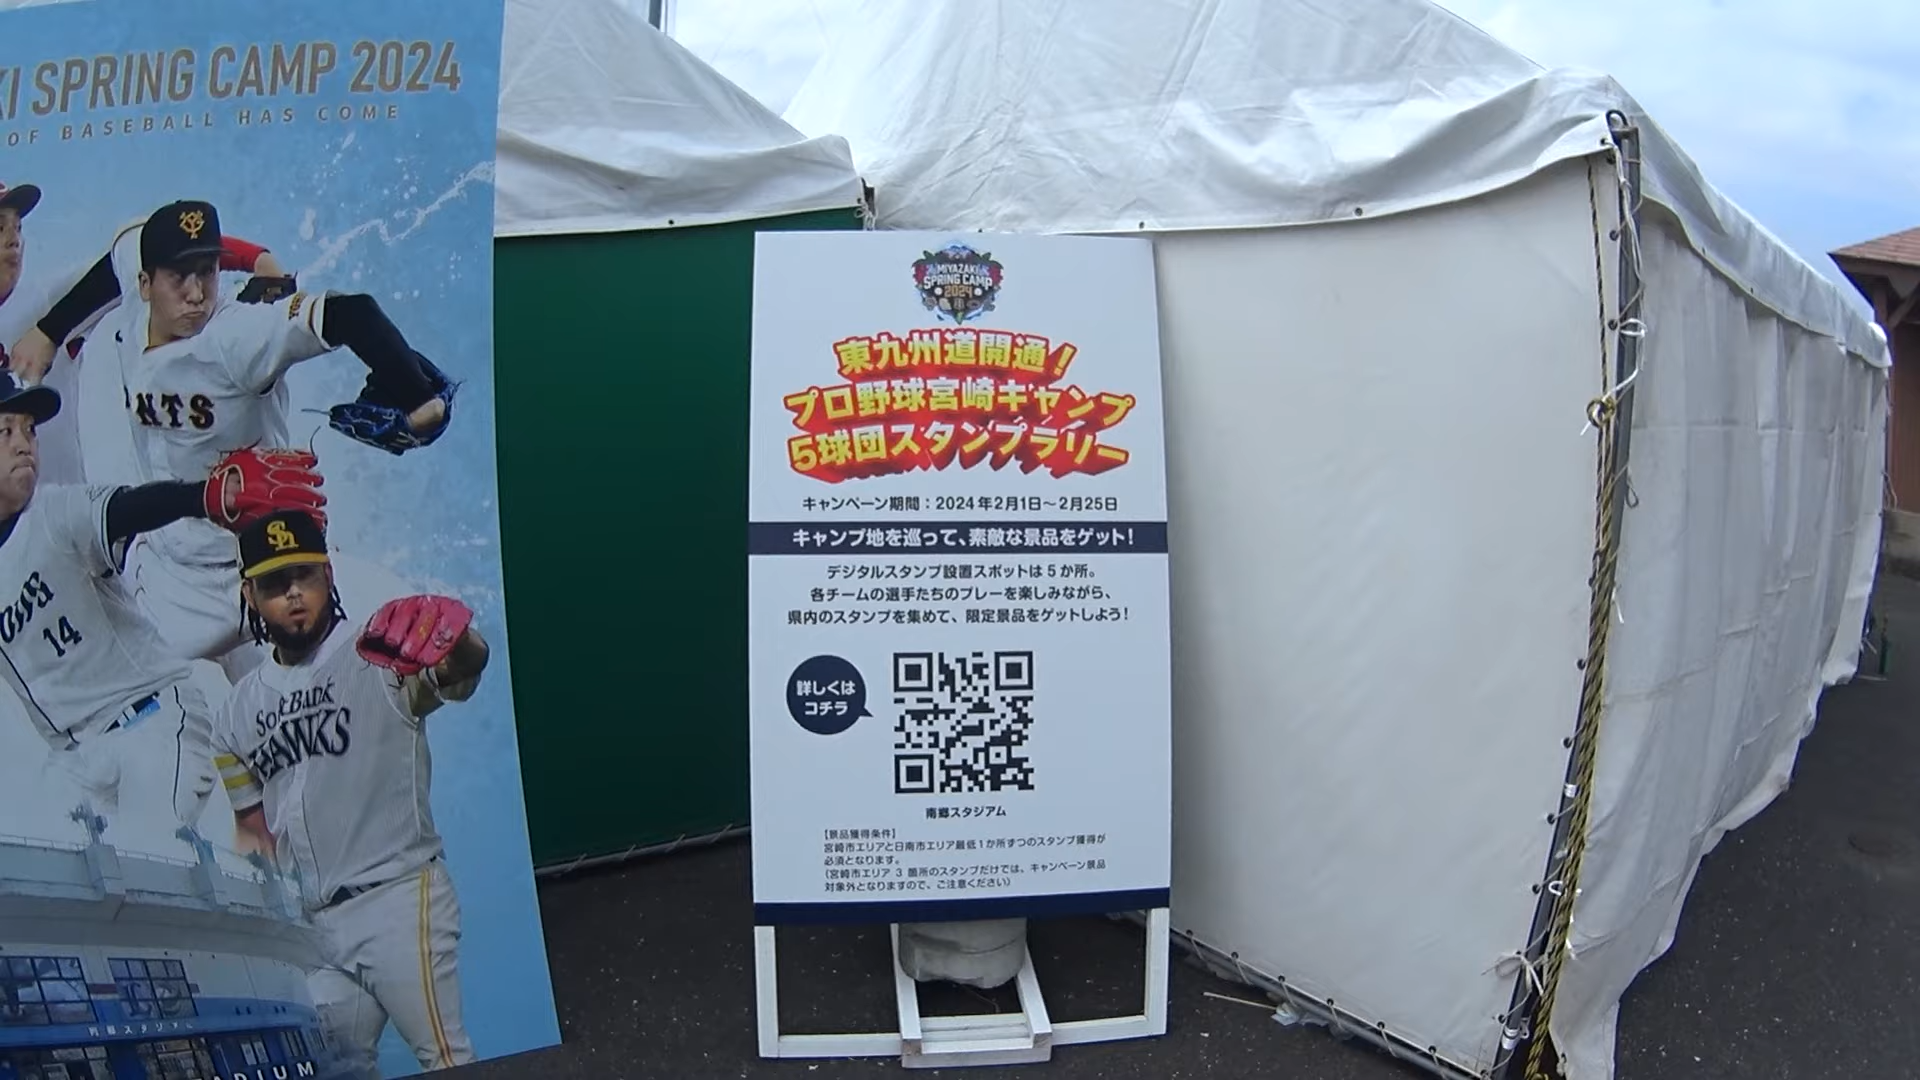 SPRING CAMP 2024
OF BASEBALL HAS COME
NTS
14
SoftBank
HAWKS
MIYAZAKI
SPRING CAMP
2024
東九州道開通！
プロ野球宮崎キャンプ
5球団スタンプラリー
キャンペーン期間：2024年2月1日～2月25日
キャンプ地を巡って、素敵な景品をゲット！
デジタルスタンプ設置スポットは5か所。
各チームの選手たちのプレーを楽しみながら、
県内のスタンプを集めて、限定景品をゲットしよう！
詳しくは
コチラ
南郷スタジアム
【景品獲得条件】
宮崎市エリアと日南市エリア最低1か所ずつのスタンプ獲得が
必須となります。
（宮崎市エリア 3 箇所のスタンプだけでは、キャンペーン景品
対象外となりますので、ご注意ください）